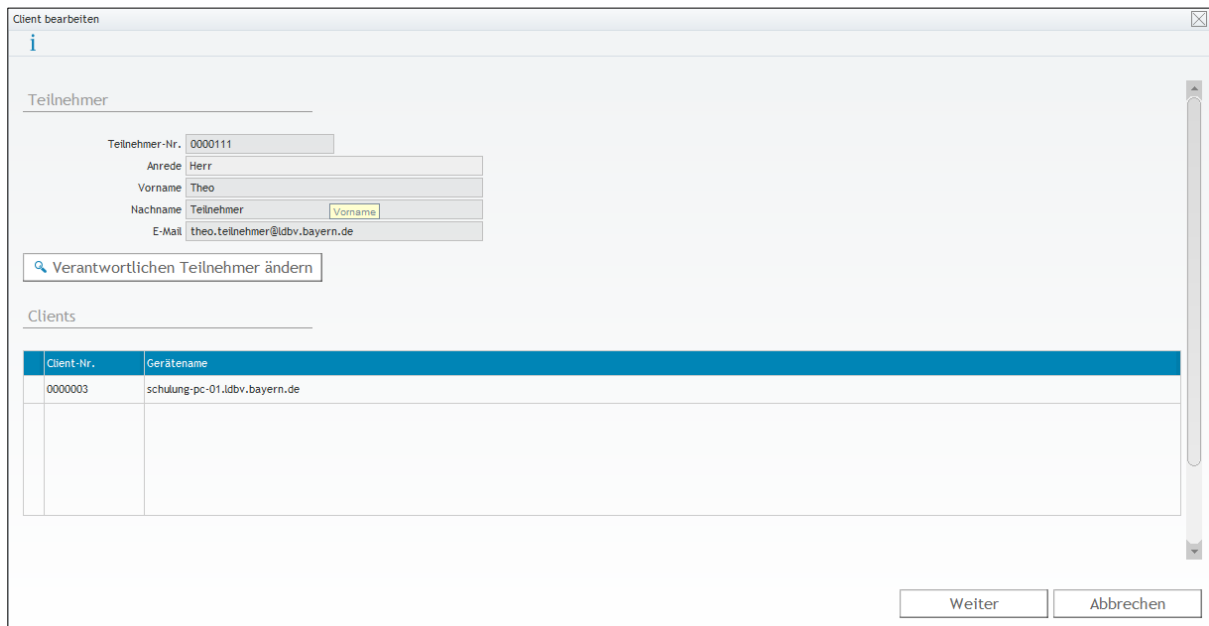 Client bearbeiten
i
Teilnehmer
Teilnehmer-Nr. 0000111
Anrede Herr
Vorname Theo
Nachname Teilnehmer Vorname
E-Mail theo.teilnehmer@ldbv.bayern.de
Verantwortlichen Teilnehmer ändern
Clients
Client-Nr. Gerätename
0000003 schulung-pc-01.ldbv.bayern.de
Weiter Abbrechen